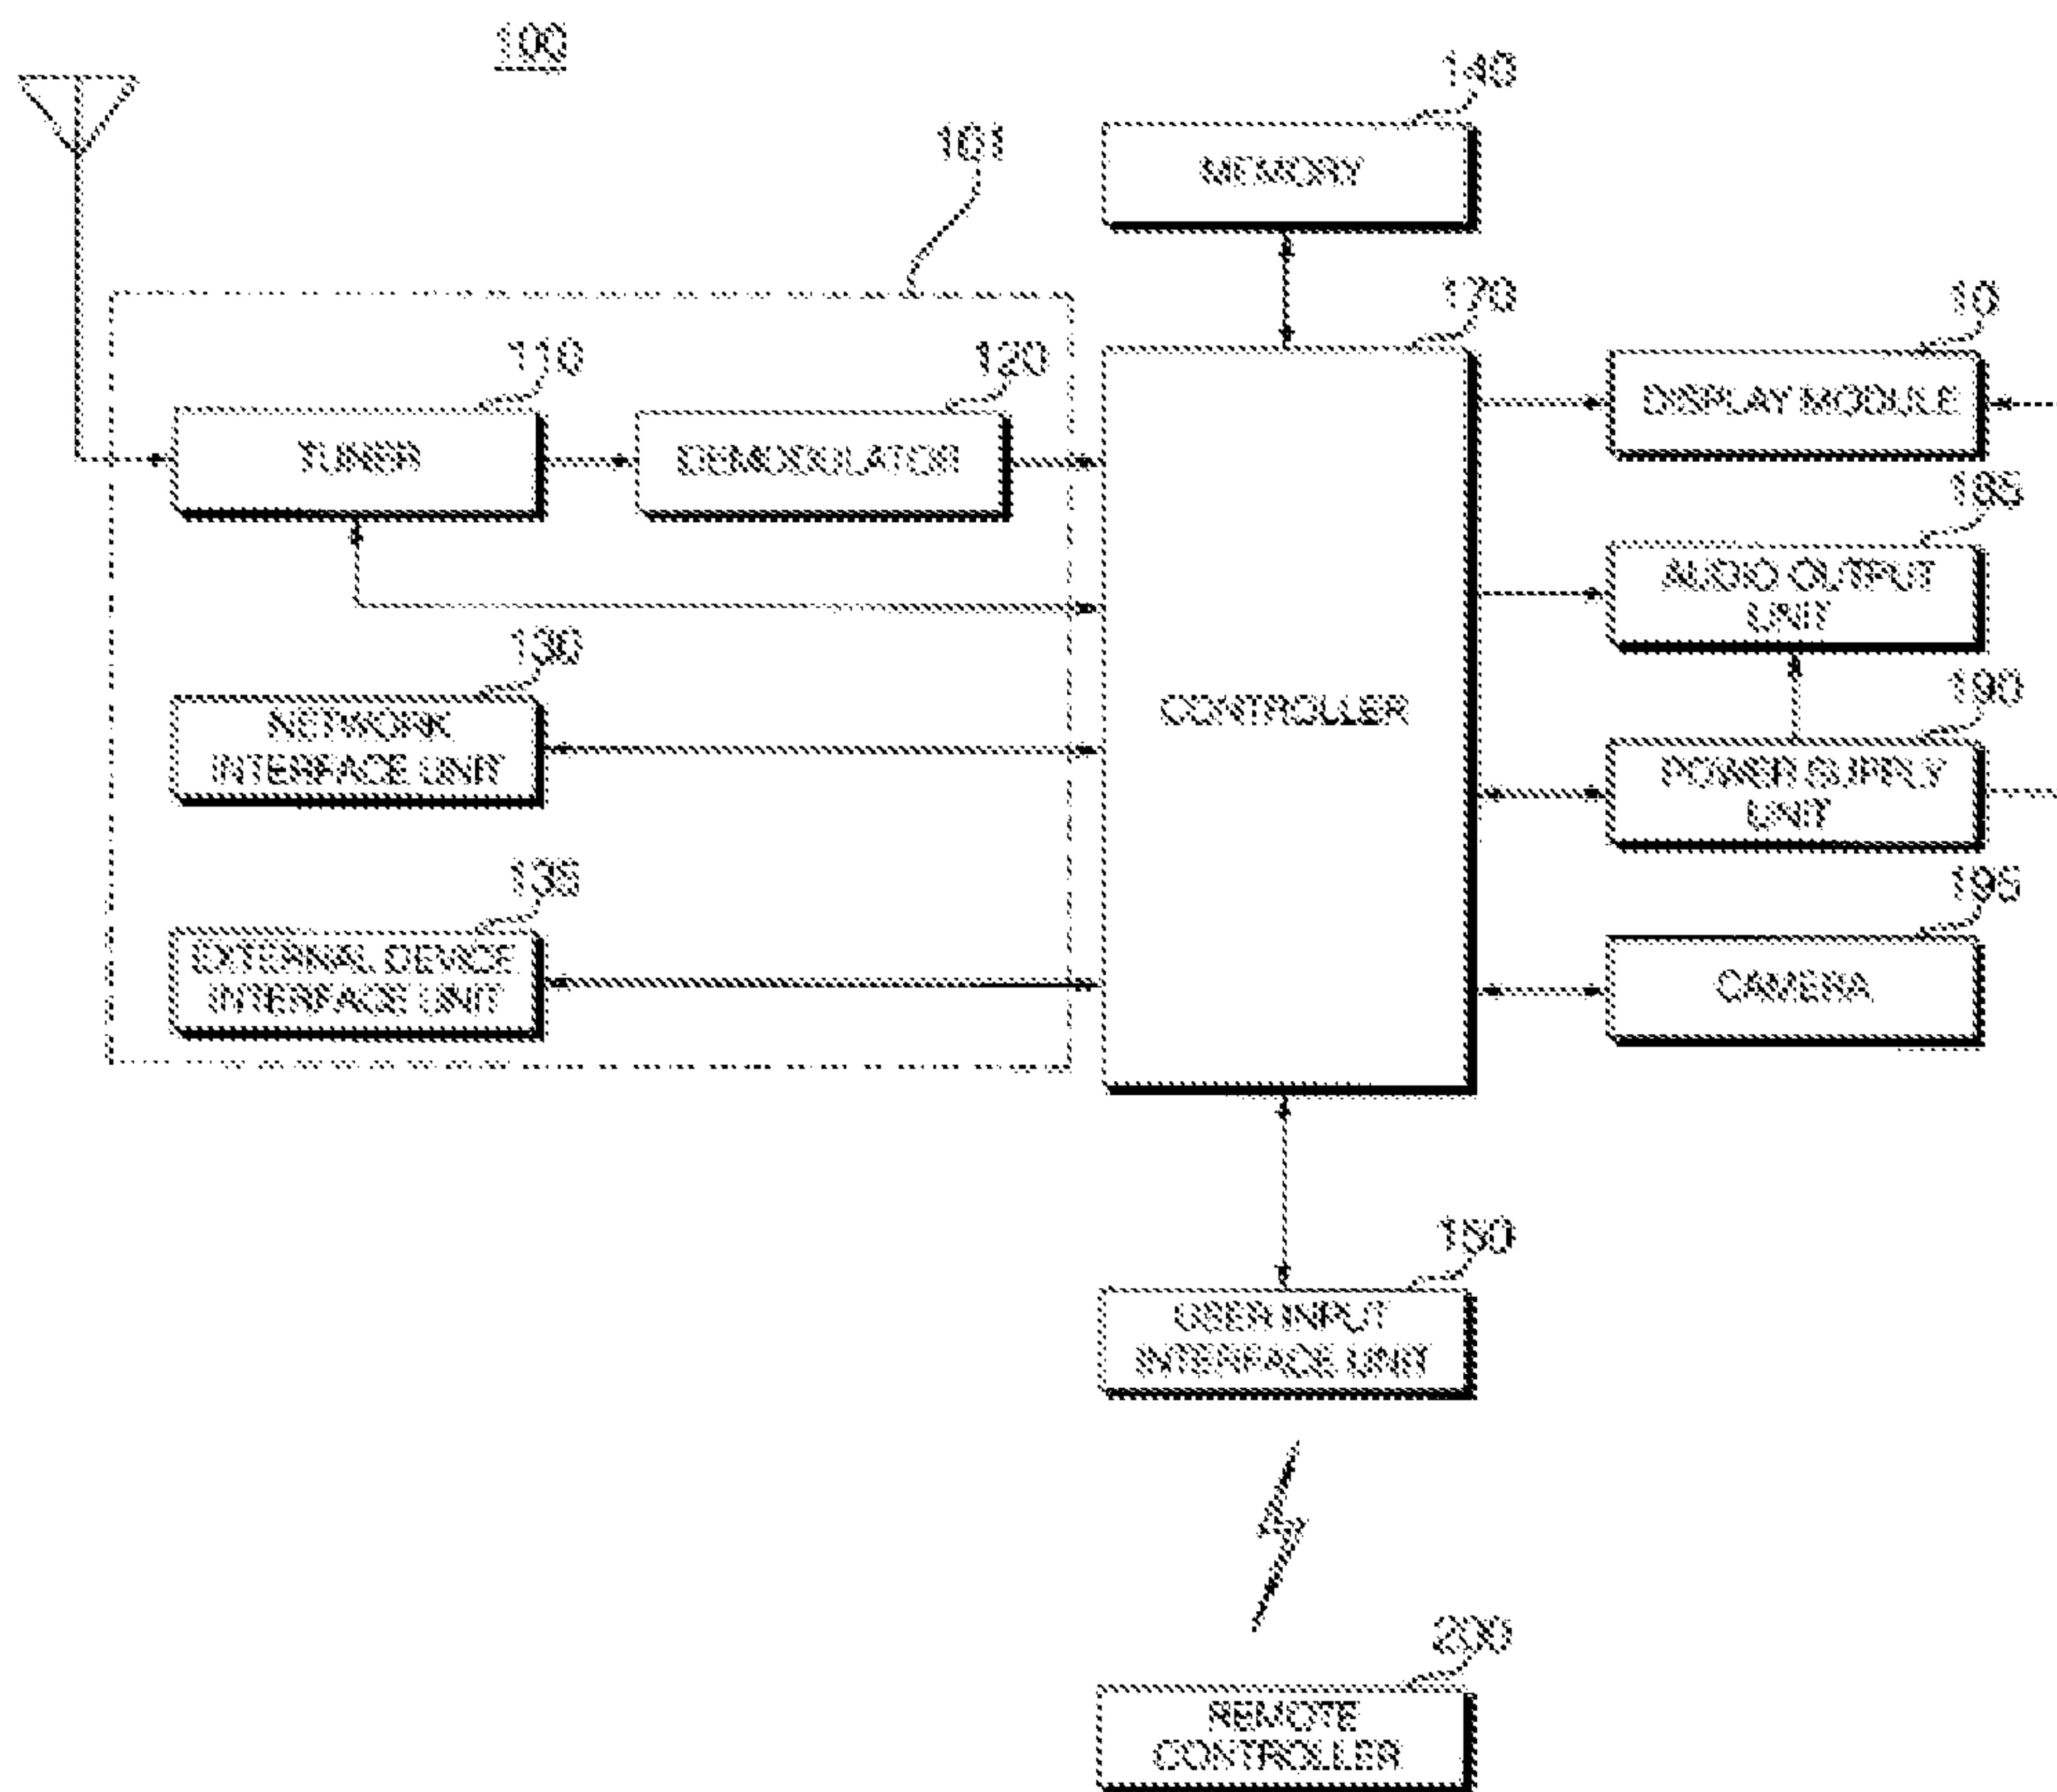 100
140
MEMORY
161
170
10
110
120
DISPLAY MODULE
TUNER
DEMODULATOR
185
AUDIO OUTPUT
UNIT
130
190
NETWORK
INTERFACE UNIT
CONTROLLER
POWER SUPPLY
UNIT
135
195
EXTERNAL DEVICE
INTERFACE UNIT
CAMERA
150
USER INPUT
INTERFACE UNIT
200
REMOTE
CONTROLLER